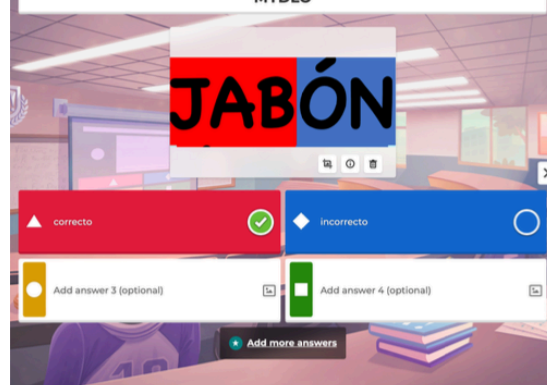 JABÓN
correcto
incorrecto
Add answer 3 (optional)
Add answer 4 (optional)
Add more answers